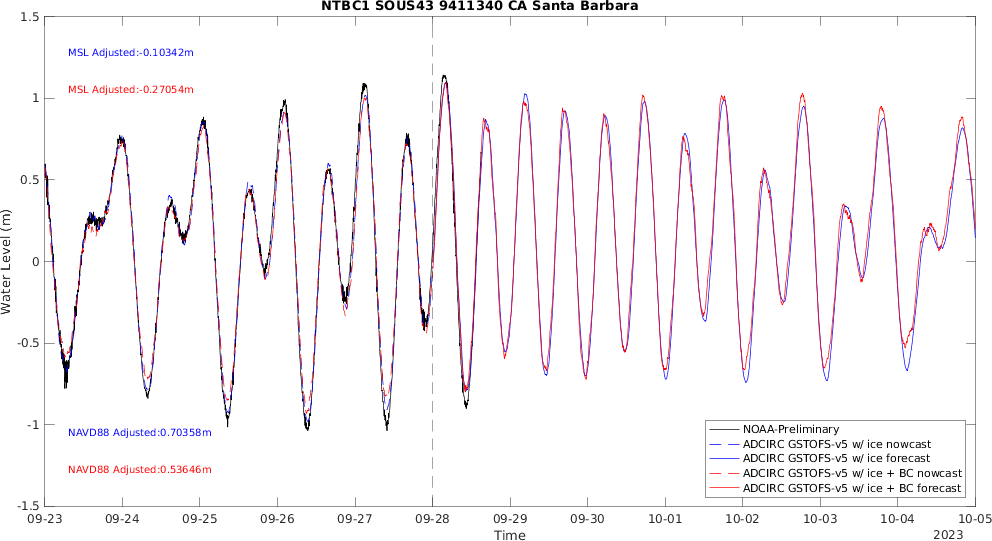 NTBC1 SOUS43 9411340 CA Santa Barbara
1.5
1
0.5
0
-0.5
-1
-1.5
Water Level (m)
MSL Adjusted:-0.10342m
MSL Adjusted:-0.27054m
NAVD88 Adjusted:0.70358m
NAVD88 Adjusted:0.53646m
NOAA-Preliminary
ADCIRC GSTOFS-v5 w/ ice nowcast
ADCIRC GSTOFS-v5 w/ ice forecast
ADCIRC GSTOFS-v5 w/ ice + BC nowcast
ADCIRC GSTOFS-v5 w/ ice + BC forecast
09-23 09-24 09-25 09-26 09-27 09-28 09-29 09-30 10-01 10-02 10-03 10-04 10-05
Time
2023